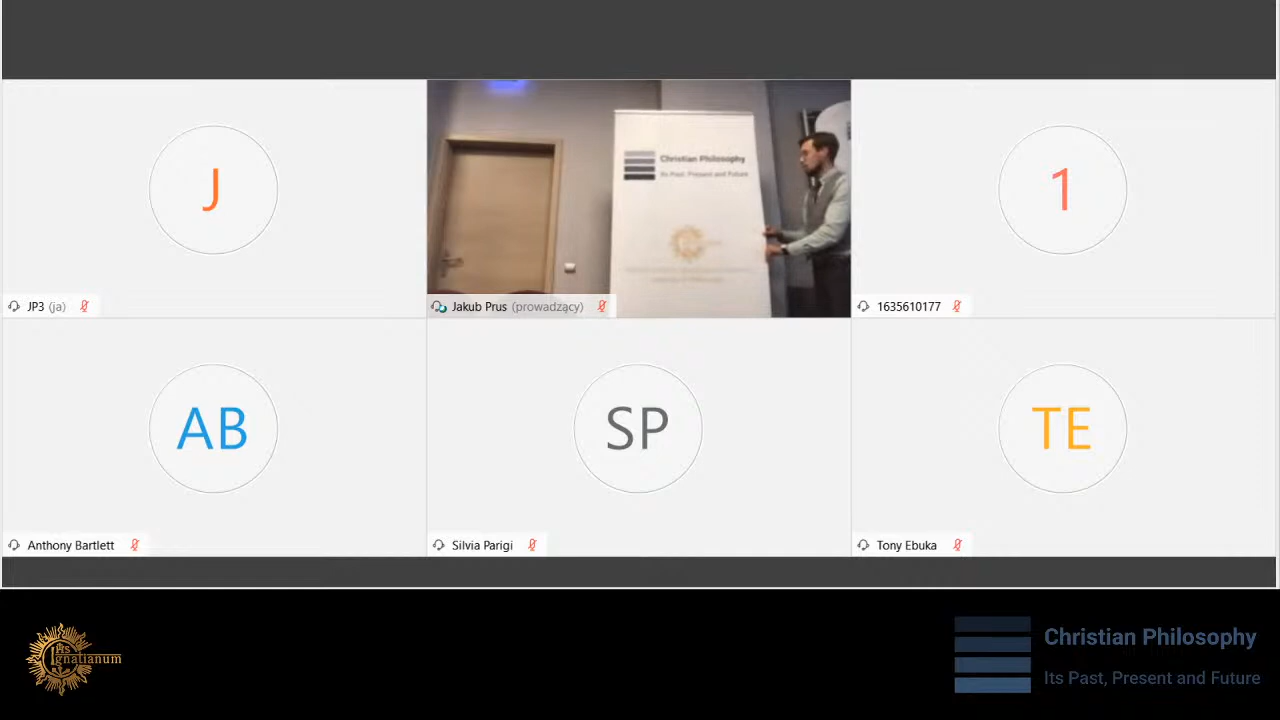 J
Christian Philosophy
Its Past, Present and Future
1
JP3 (ja)
Jakub Prus (prowadzący)
1635610177
AB
SP
TE
Anthony Bartlett
Silvia Parigi
Tony Ebuka
IHS
Ignatianum
Christian Philosophy
Its Past, Present and Future